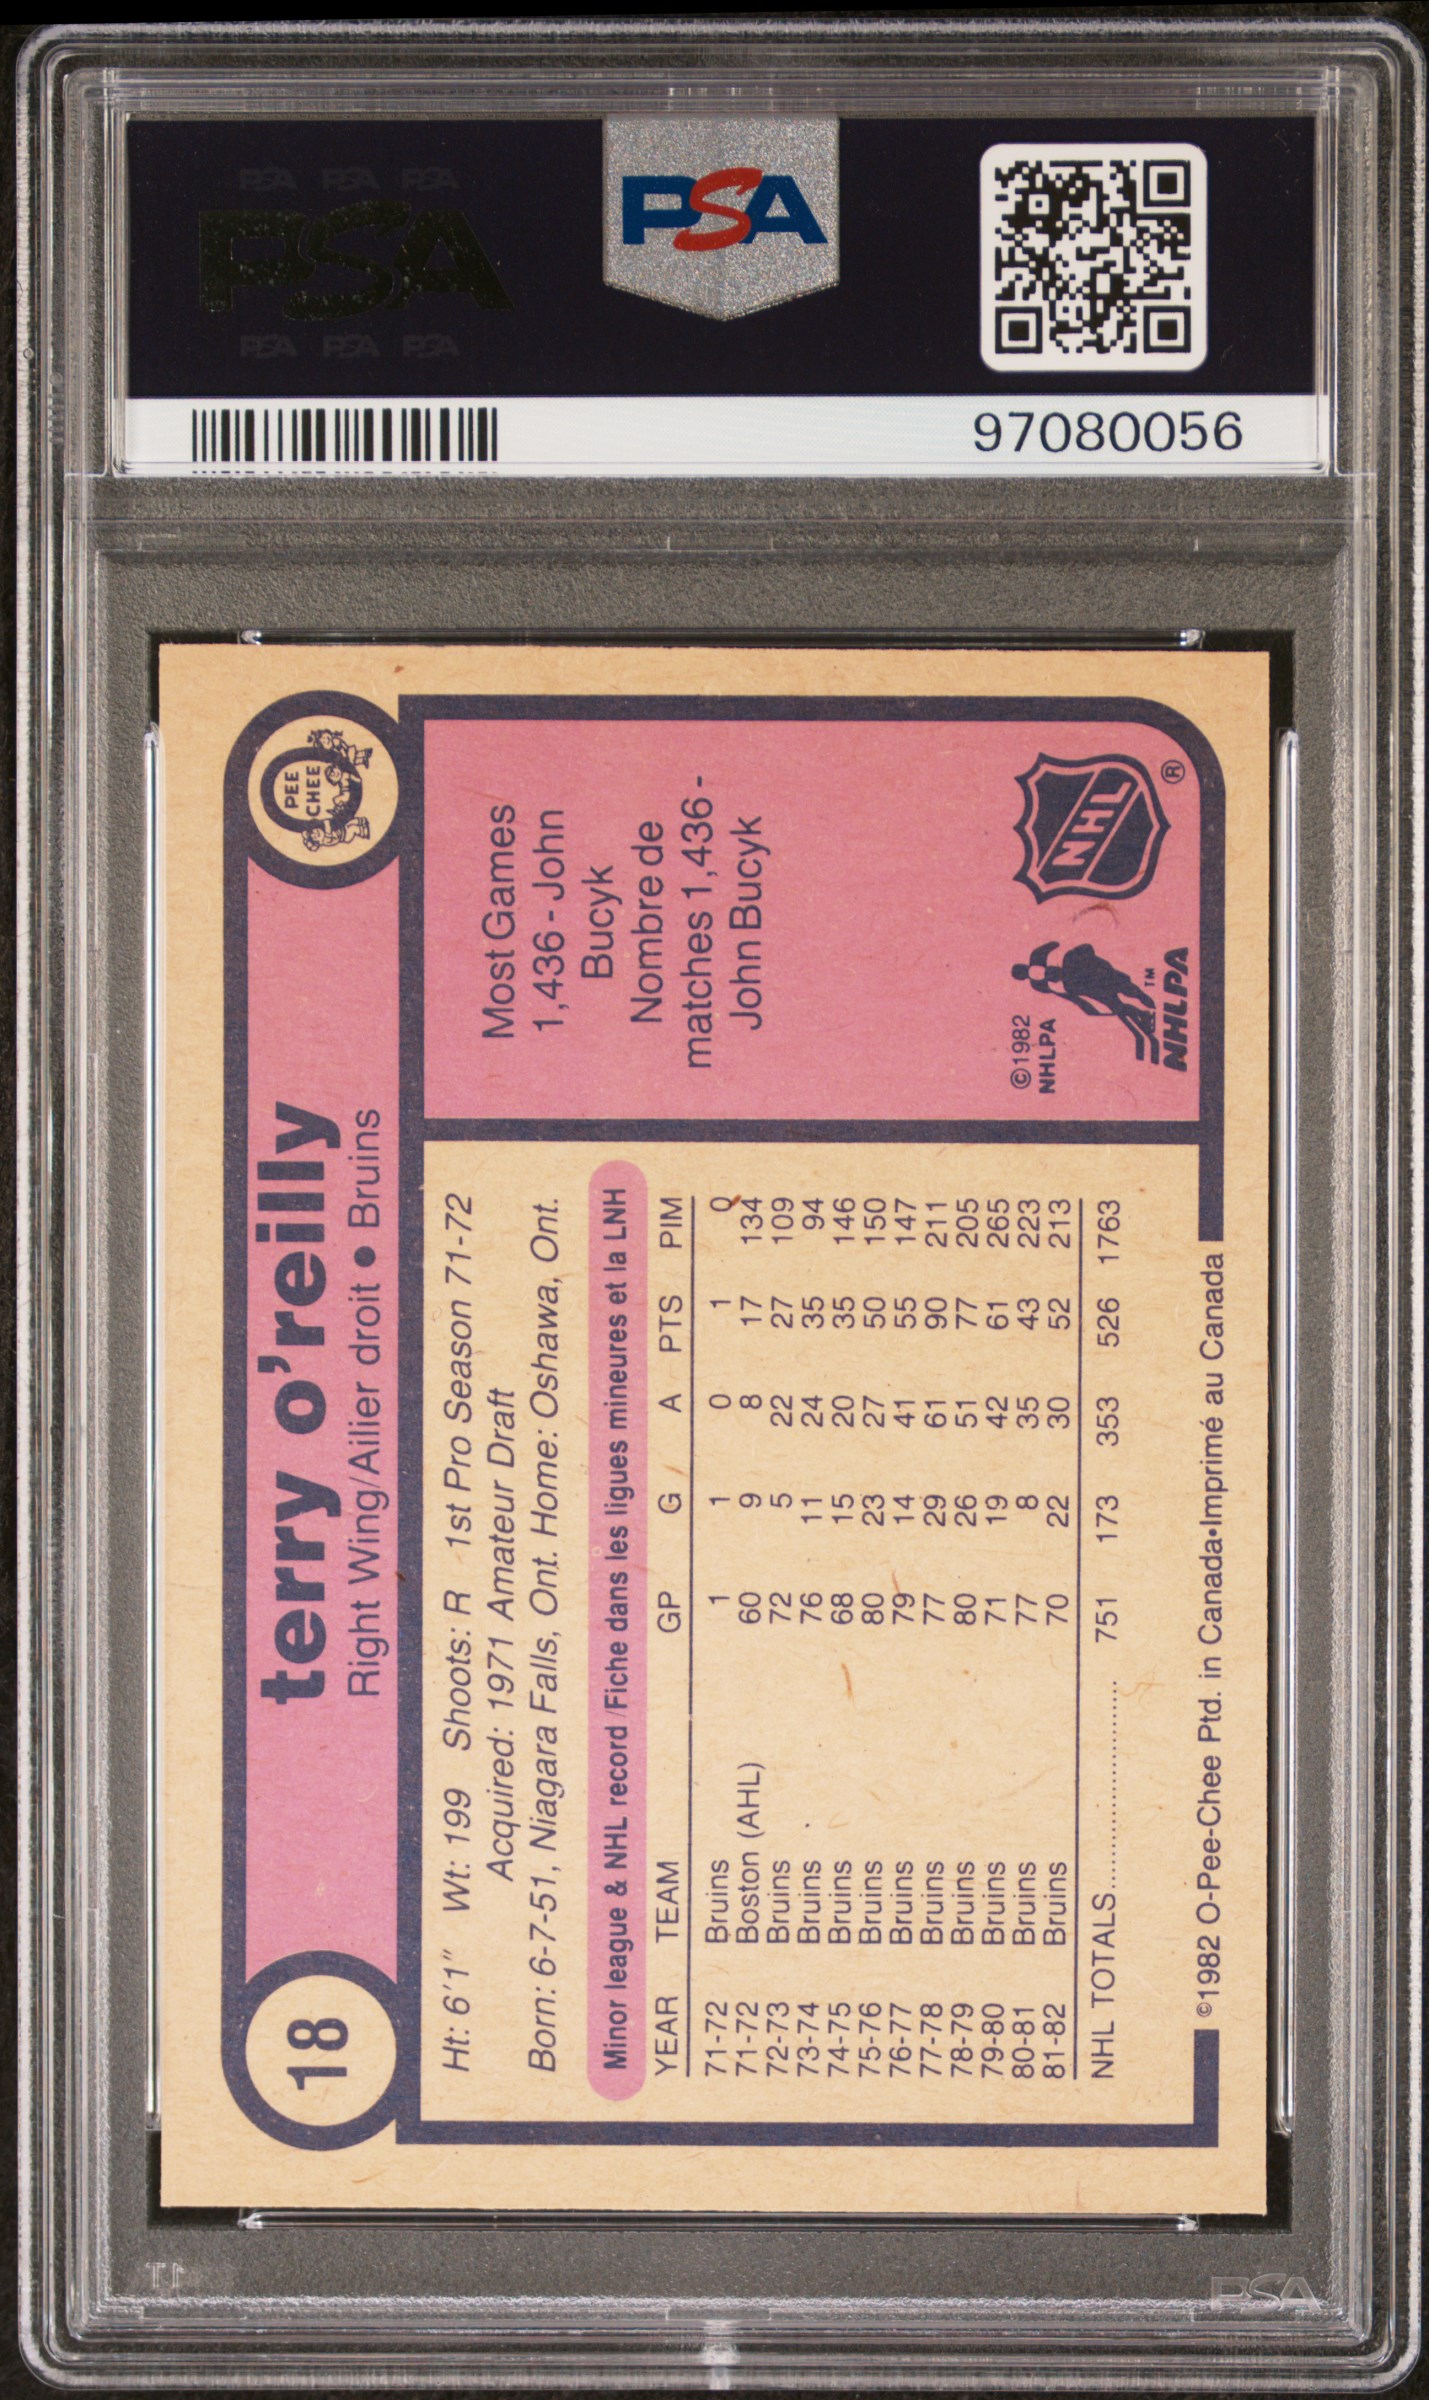 PSA PSA PSA
PSA
PSA PSA PSA
PSA
97080056
18
terry o'reilly
Right Wing/Ailier droit • Bruins
PEE
CHEE
Ht: 6'1" Wt: 199 Shoots: R 1st Pro Season 71-72
Acquired: 1971 Amateur Draft
Born: 6-7-51, Niagara Falls, Ont. Home: Oshawa, Ont.
Minor league & NHL record/Fiche dans les ligues mineures et la LNH
YEAR TEAM GP G A PTS PIM
71-72 Bruins 1 1 0 1 0
71-72 Boston (AHL) 60 9 8 17 134
72-73 Bruins 72 5 22 27 109
73-74 Bruins 76 11 24 35 94
74-75 Bruins 68 15 20 35 146
75-76 Bruins 80 23 27 50 150
76-77 Bruins 79 14 41 55 147
77-78 Bruins 77 29 61 90 211
78-79 Bruins 80 26 51 77 205
79-80 Bruins 71 19 42 61 265
80-81 Bruins 77 8 35 43 223
81-82 Bruins 70 22 30 52 213
NHL TOTALS.................... 751 173 353 526 1763
©1982 O-Pee-Chee Ptd. in Canada•Imprimé au Canada
Most Games
1,436 - John
Bucyk
Nombre de
matches 1,436 -
John Bucyk
©1982
NHLPA
NHLPA™
NHL®
PSA